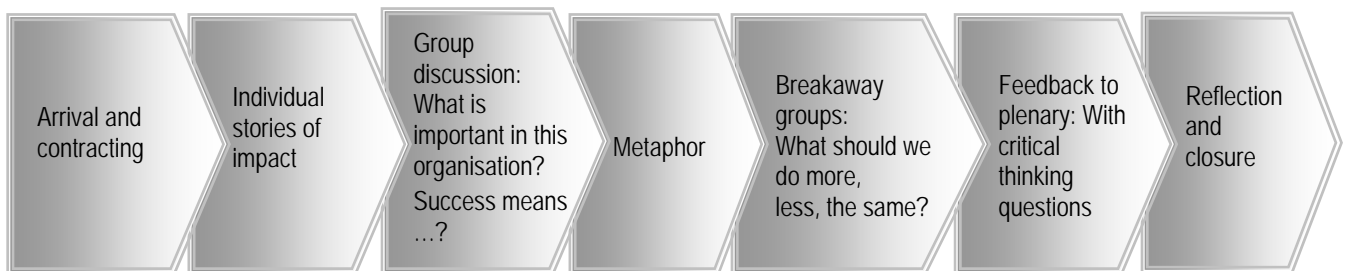 Arrival and
contracting
Individual
stories of
impact
Group
discussion:
What is
important in this
organisation?
Success means
…?
Metaphor
Breakaway
groups:
What should we
do more,
less, the same?
Feedback to
plenary: With
critical
thinking
questions
Reflection
and
closure